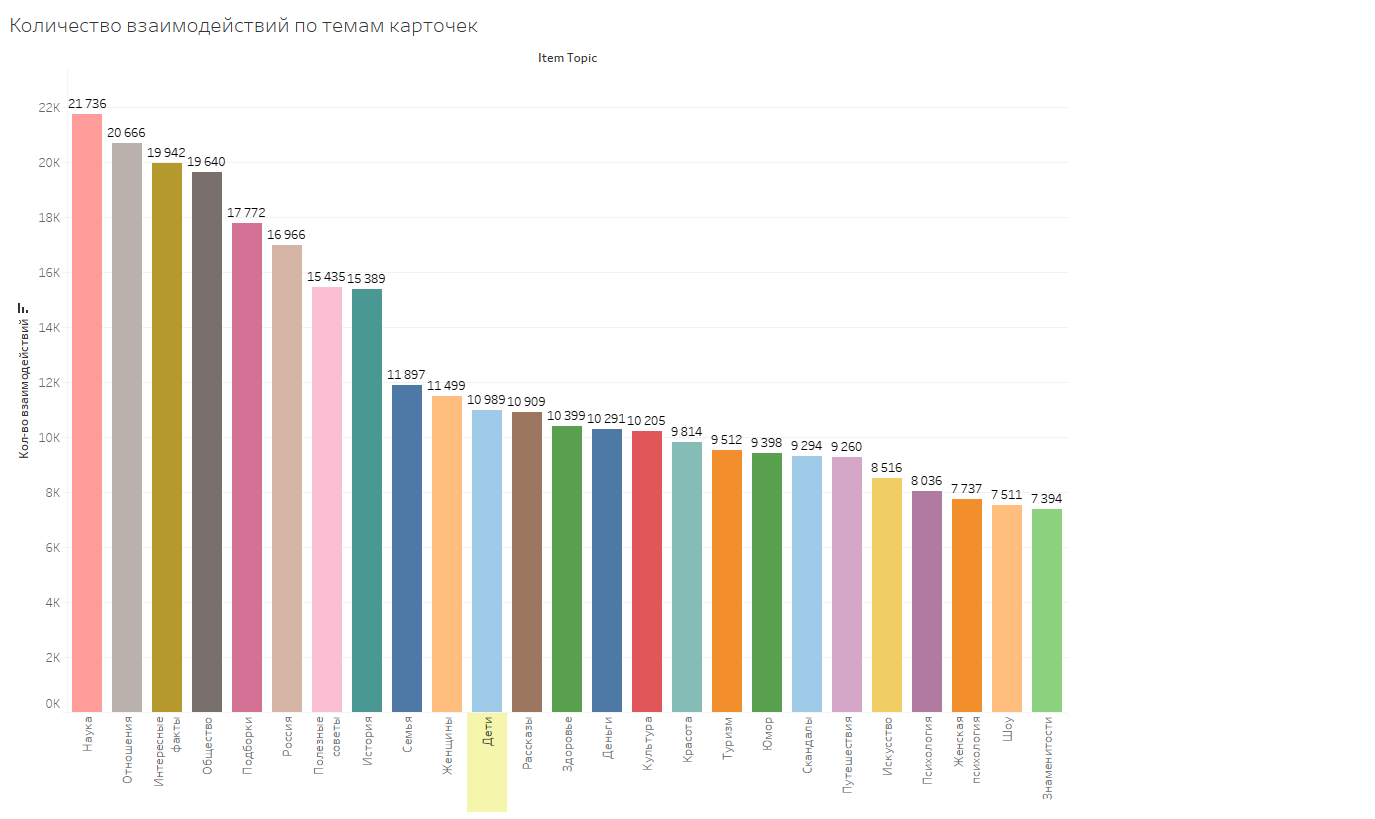 Количество взаимодействий по темам карточек
Item Topic
Кол-во взаимодействий
22K
20K
18K
16K
14K
12K
10K
8K
6K
4K
2K
0K
21 736
20 666
19 942
19 640
17 772
16 966
15 435
15 389
11 897
11 499
10 989
10 909
10 399
10 291
10 205
9 814
9 512
9 398
9 294
9 260
8 516
8 036
7 737
7 511
7 394
Наука
Отношения
Интересные
факты
Общество
Подборки
Россия
Полезные
советы
История
Семья
Женщины
Дети
Рассказы
Здоровье
Деньги
Культура
Красота
Туризм
Юмор
Скандалы
Путешествия
Искусство
Психология
Женская
психология
Шоу
Знаменитости